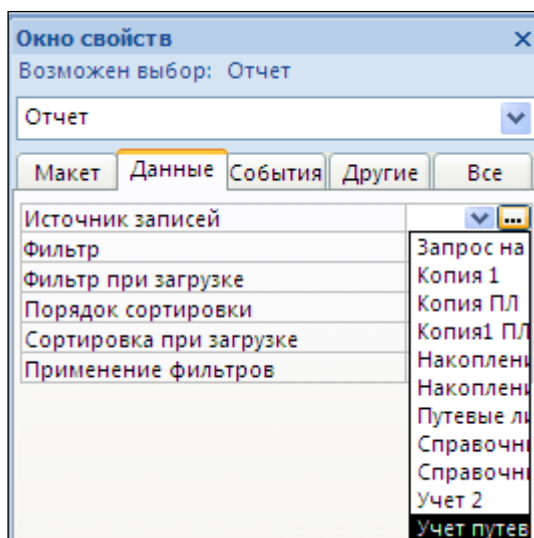 Окно свойств
Возможен выбор: Отчет
Отчет
Макет Данные События Другие Все
Источник записей
Фильтр
Фильтр при загрузке
Порядок сортировки
Сортировка при загрузке
Применение фильтров
Запрос на
Копия 1
Копия ПЛ
Копия1 ПЛ
Накоплени
Накоплени
Путевые ли
Справочни
Справочни
Учет 2
Учет путев